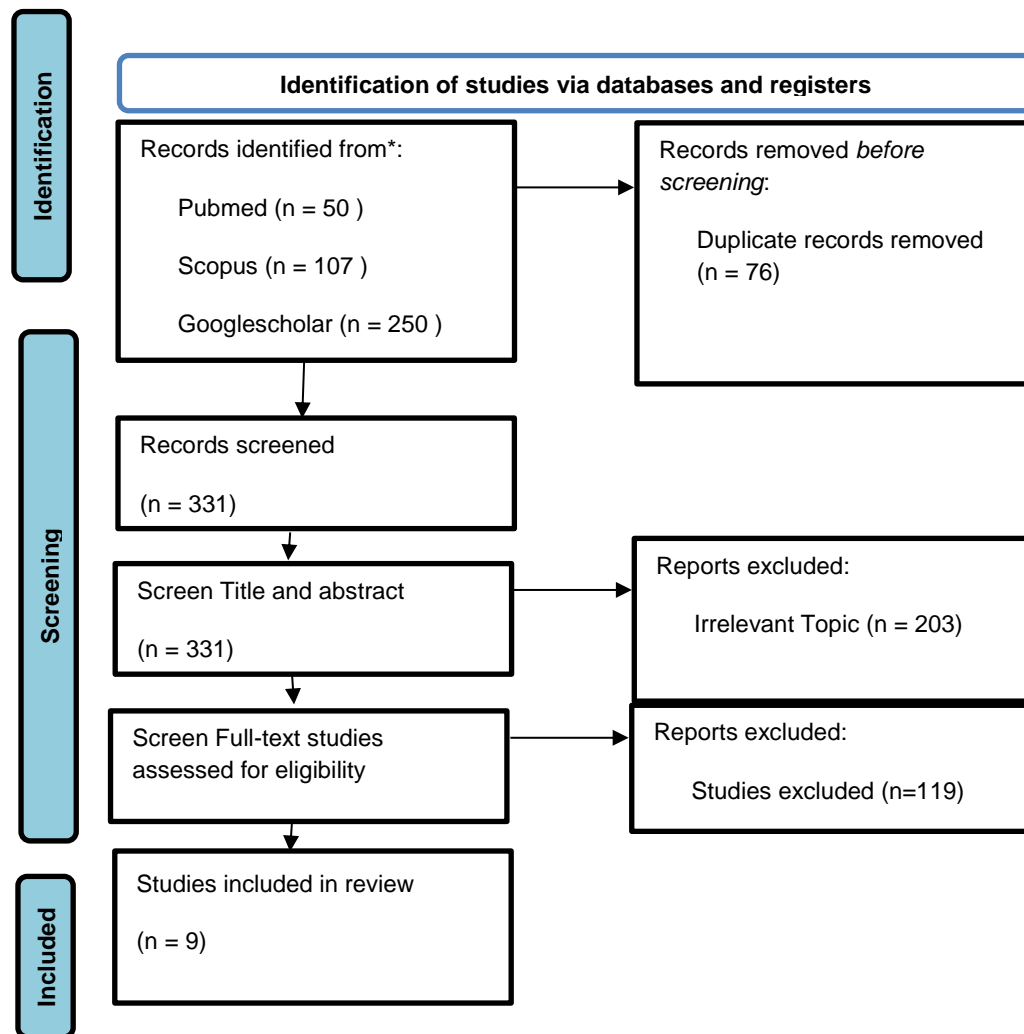 Identification
Identification of studies via databases and registers
Records identified from*:
Pubmed (n = 50 )
Scopus (n = 107 )
Googlescholar (n = 250 )
Records removed before
screening:
Duplicate records removed
(n = 76)
Screening
Records screened
(n = 331)
Screen Title and abstract
(n = 331)
Reports excluded:
Irrelevant Topic (n = 203)
Screen Full-text studies
assessed for eligibility
Reports excluded:
Studies excluded (n=119)
Included
Studies included in review
(n = 9)